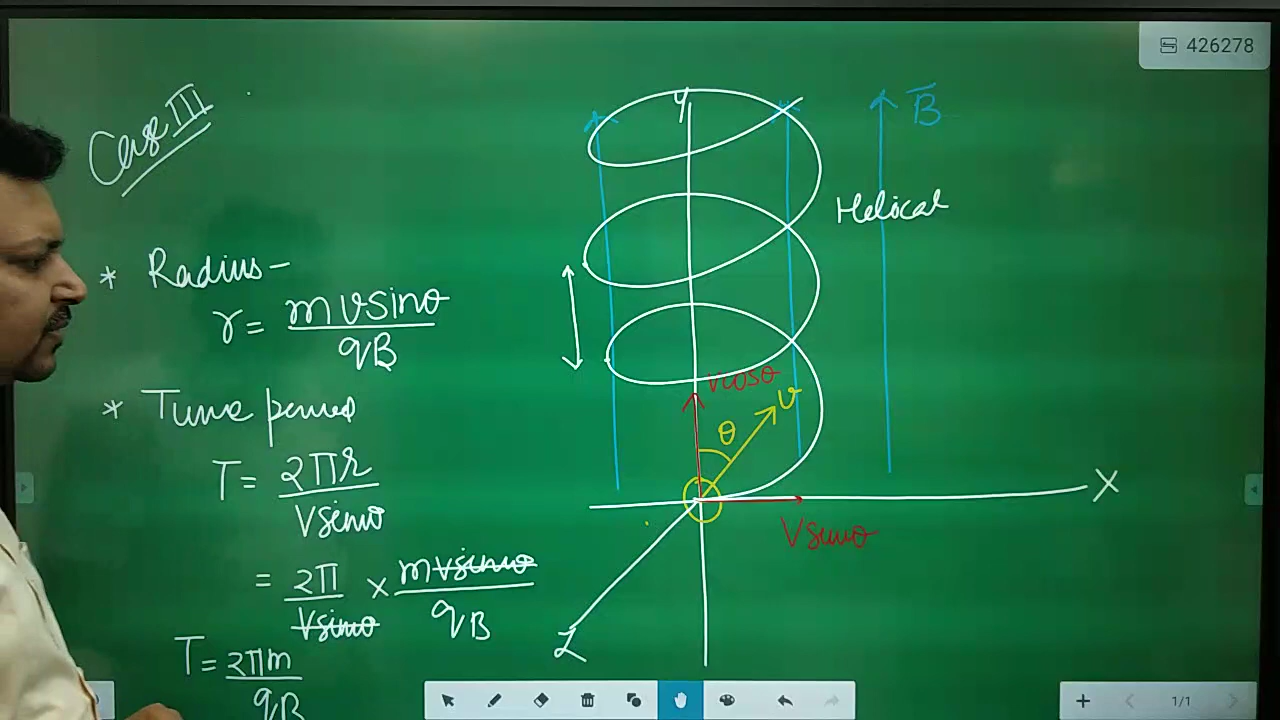 426278
Case III
Y
B̅
Helical
* Radius –
r = mvsinθ / qB
vcosθ
v
θ
* Time period
T = 2πr / Vsinθ
X
Vsinθ
= 2π / Vsinθ × mvsinθ / qB
Z
T = 2πm / qB
1/1